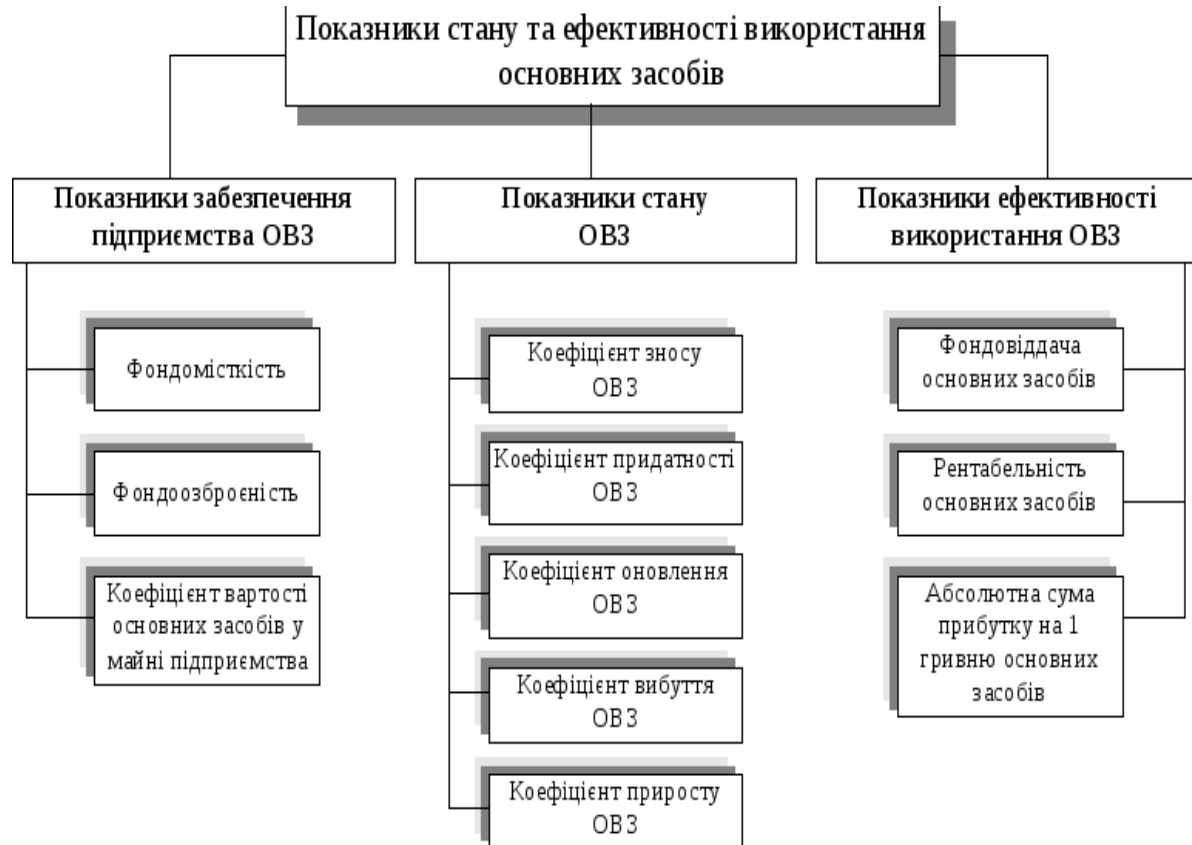 Показники стану та ефективності використання
основних засобів
Показники забезпечення
підприємства ОВЗ
Фондомісткість
Фондоозброєність
Коефіцієнт вартості
основних засобів у
майні підприємства
Показники стану
ОВЗ
Коефіцієнт зносу
ОВЗ
Коефіцієнт придатності
ОВЗ
Коефіцієнт оновлення
ОВЗ
Коефіцієнт вибуття
ОВЗ
Коефіцієнт приросту
ОВЗ
Показники ефективності
використання ОВЗ
Фондовіддача
основних засобів
Рентабельність
основних засобів
Абсолютна сума
прибутку на 1
гривню основних
засобів